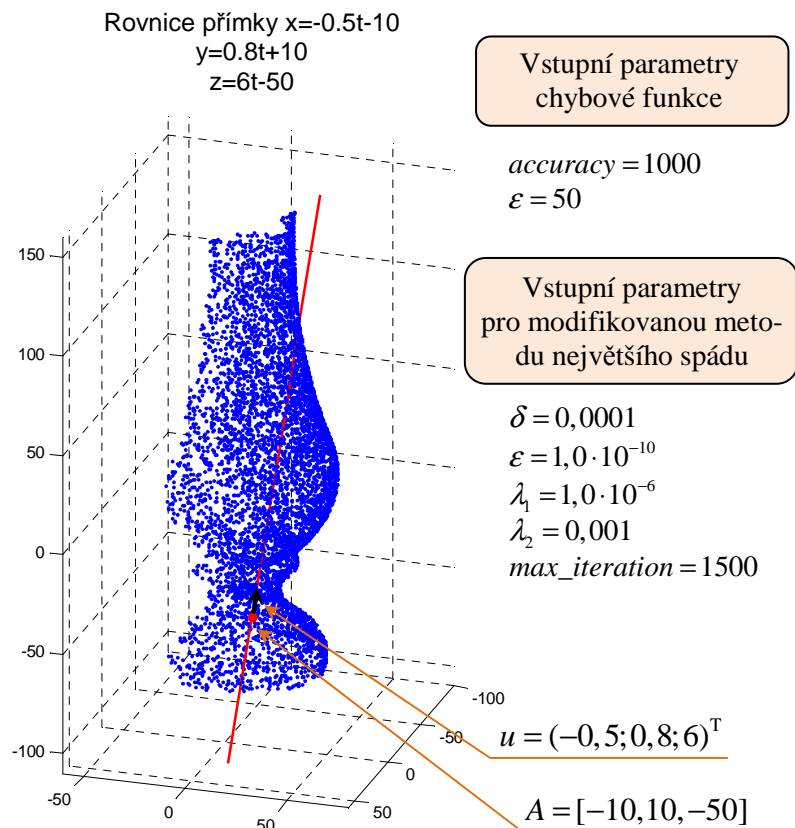 Rovnice přímky x=-0.5t-10
y=0.8t+10
z=6t-50
Vstupní parametry
chybové funkce
accuracy = 1000
ε = 50
Vstupní parametry
pro modifikovanou meto-
du největšího spádu
δ = 0,0001
ε = 1,0·10⁻¹⁰
λ₁ = 1,0·10⁻⁶
λ₂ = 0,001
max_iteration = 1500
150
100
50
0
-50
-100
-50
0
50
-100
-50
0
50
u = (−0,5;0,8;6)ᵀ
A = [−10,10,−50]